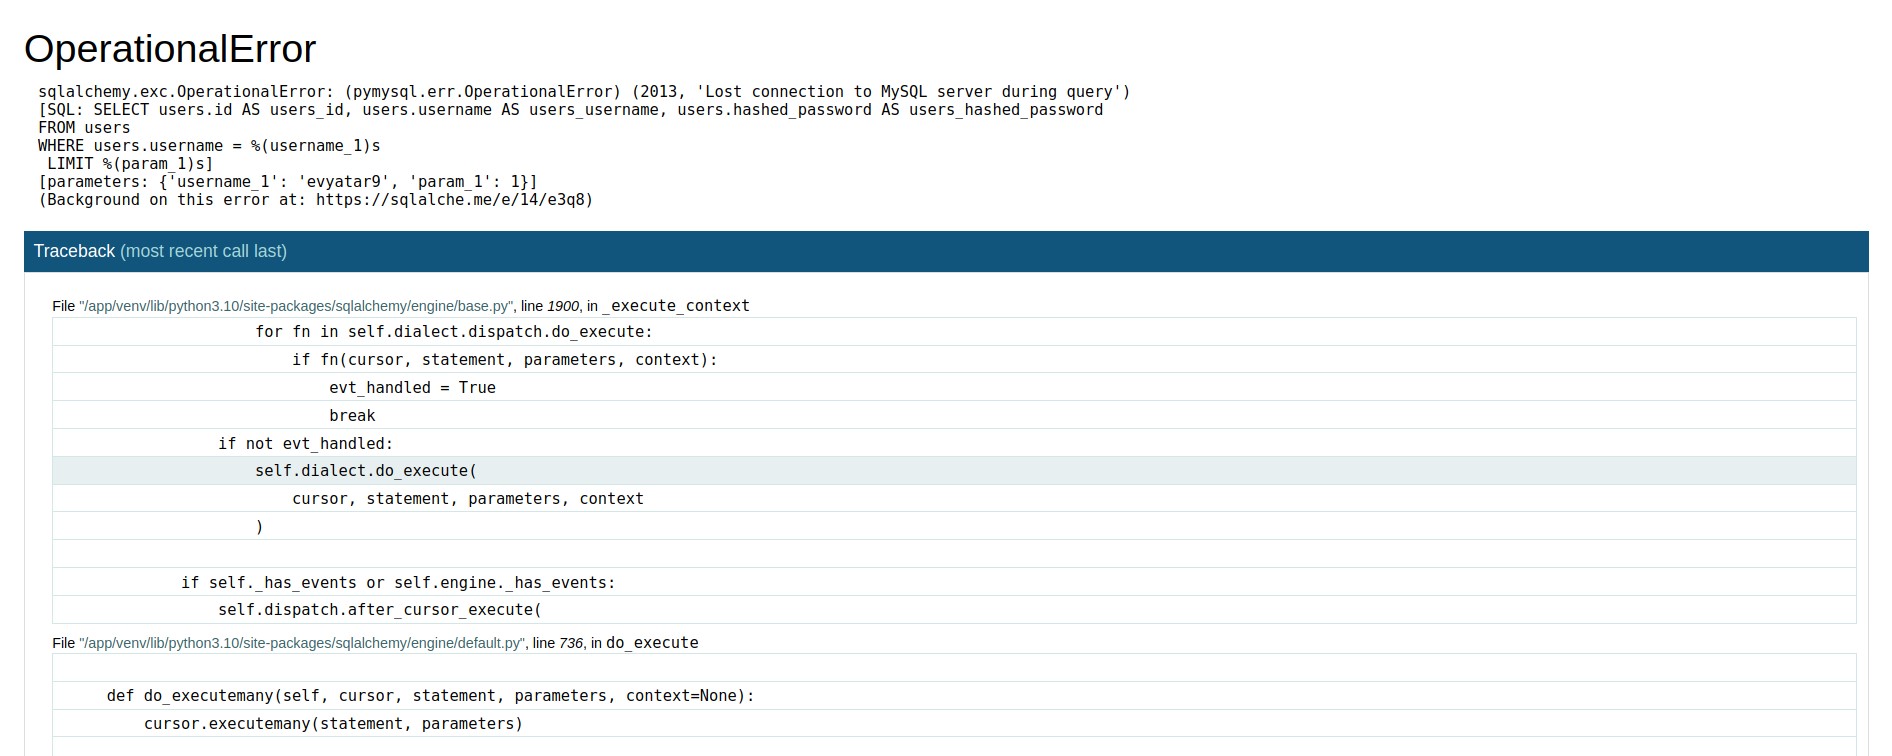 OperationalError
sqlalchemy.exc.OperationalError: (pymysql.err.OperationalError) (2013, 'Lost connection to MySQL server during query')
[SQL: SELECT users.id AS users_id, users.username AS users_username, users.hashed_password AS users_hashed_password
FROM users
WHERE users.username = %(username_1)s
 LIMIT %(param_1)s]
[parameters: {'username_1': 'evyatar9', 'param_1': 1}]
(Background on this error at: https://sqlalche.me/e/14/e3q8)
Traceback (most recent call last)
File "/app/venv/lib/python3.10/site-packages/sqlalchemy/engine/base.py", line 1900, in _execute_context
for fn in self.dialect.dispatch.do_execute:
if fn(cursor, statement, parameters, context):
evt_handled = True
break
if not evt_handled:
self.dialect.do_execute(
cursor, statement, parameters, context
)
if self._has_events or self.engine._has_events:
self.dispatch.after_cursor_execute(
File "/app/venv/lib/python3.10/site-packages/sqlalchemy/engine/default.py", line 736, in do_execute
def do_executemany(self, cursor, statement, parameters, context=None):
cursor.executemany(statement, parameters)